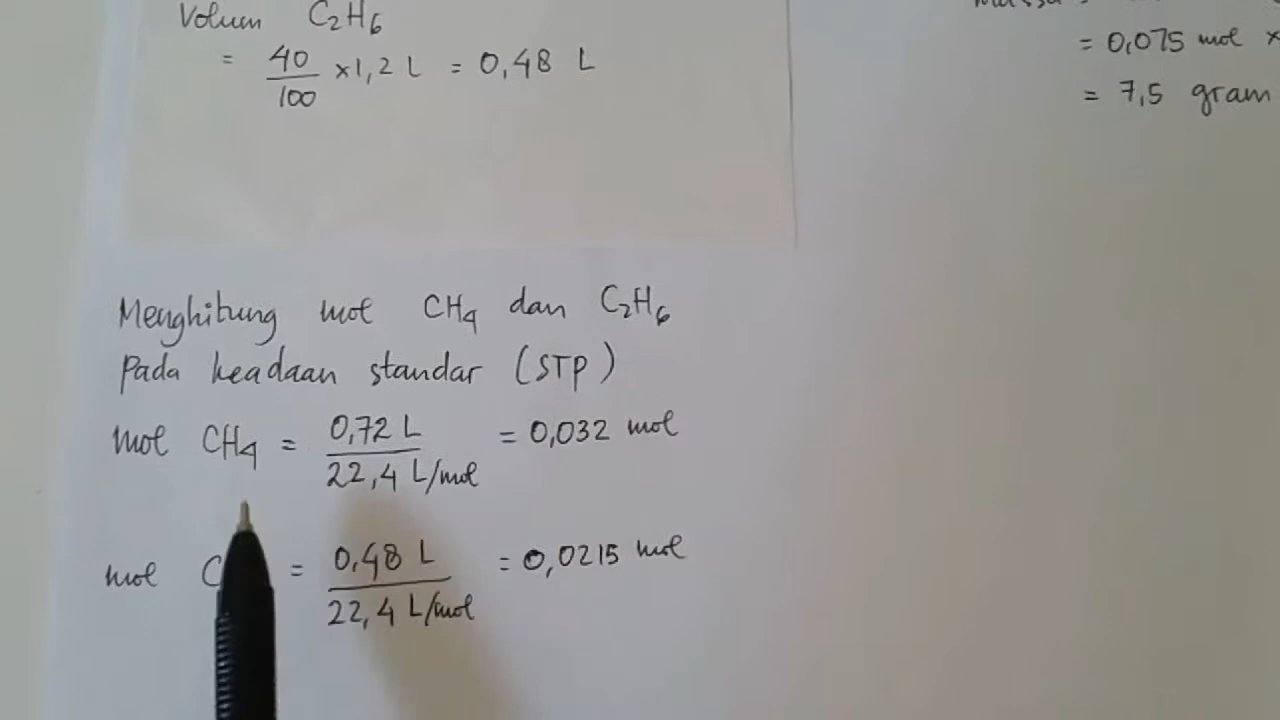 Volum C₂H₆
= 40/100 × 1,2 L = 0,48 L
= 0,075 mol ×
= 7,5 gram
Menghitung mol CH₄ dan C₂H₆
Pada keadaan standar (STP)
mol CH₄ = 0,72 L / 22,4 L/mol = 0,032 mol
mol C = 0,48 L / 22,4 L/mol = 0,0215 mol